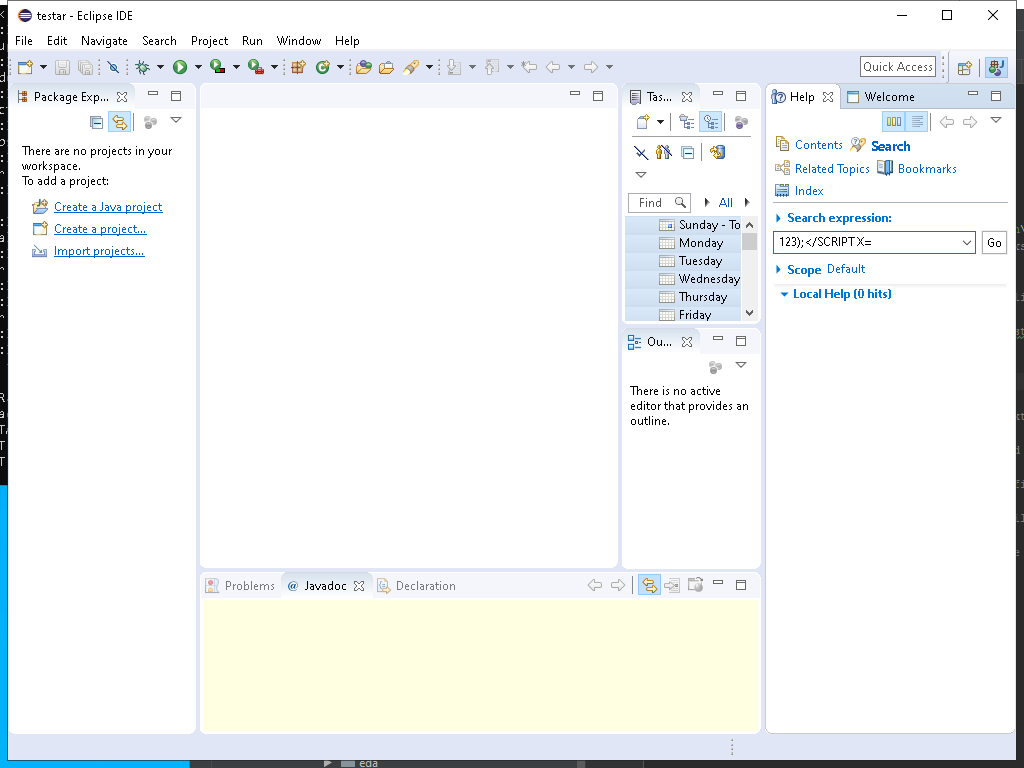 testar - Eclipse IDE
File Edit Navigate Search Project Run Window Help
Quick Access
Package Exp...
There are no projects in your
workspace.
To add a project:
Create a Java project
Create a project...
Import projects...
Tas...
Find
All
Sunday - To
Monday
Tuesday
Wednesday
Thursday
Friday
Ou...
There is no active
editor that provides an
outline.
Help Welcome
Contents Search
Related Topics Bookmarks
Index
Search expression:
123);</SCRIPTX=
Go
Scope Default
Local Help (0 hits)
Problems @ Javadoc Declaration
eda